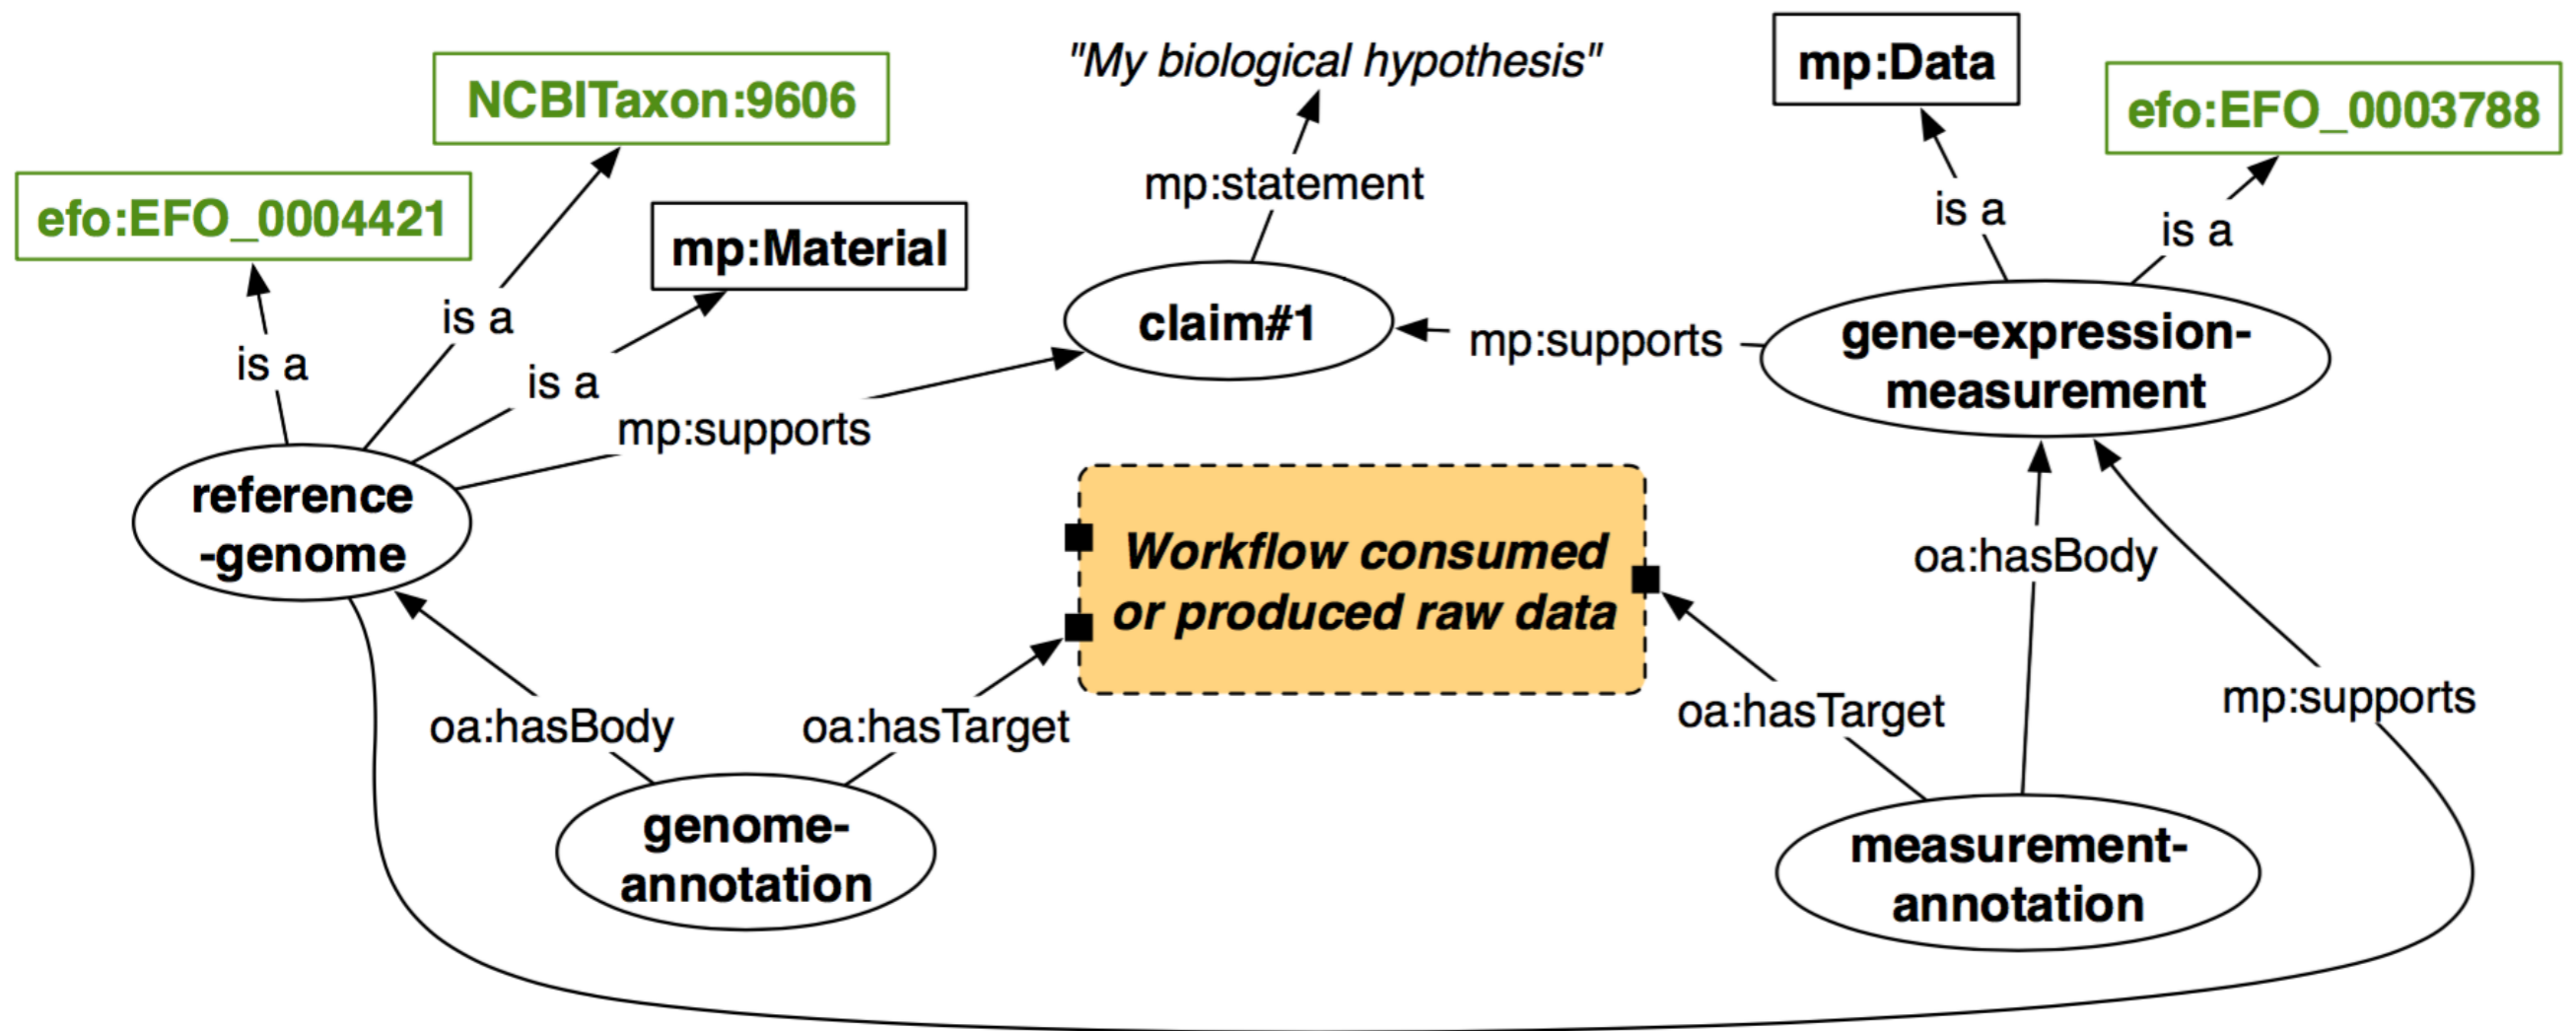 "My biological hypothesis"
mp:Data
NCBITaxon:9606
efo:EFO_0003788
efo:EFO_0004421
mp:statement
is a
mp:Material
is a
is a
claim#1
is a
mp:supports
gene-expression-
measurement
is a
is a
mp:supports
reference
-genome
Workflow consumed
or produced raw data
oa:hasBody
oa:hasBody
oa:hasTarget
oa:hasTarget
mp:supports
genome-
annotation
measurement-
annotation